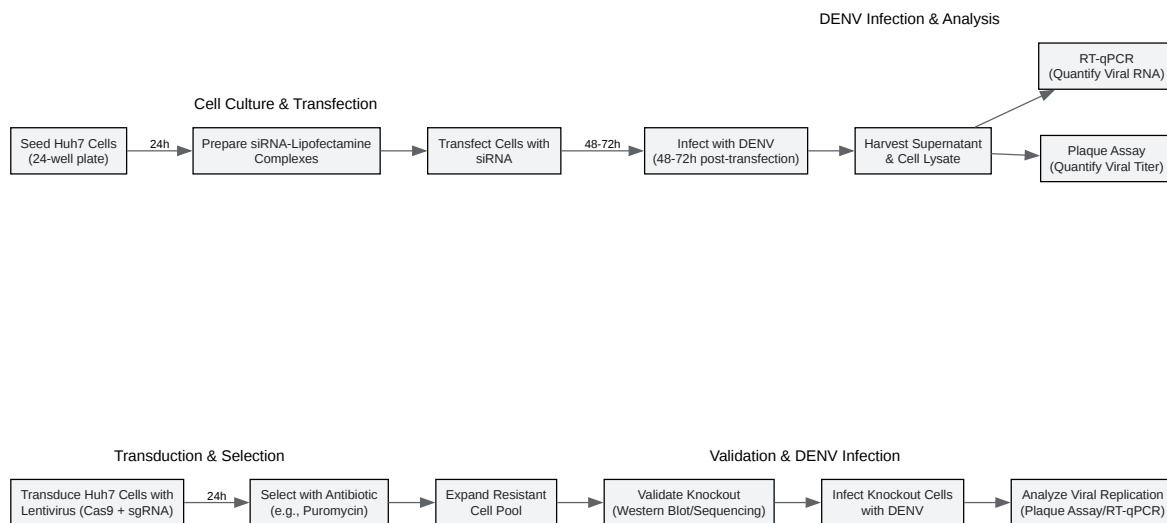 DENV Infection & Analysis
RT-qPCR
(Quantify Viral RNA)
Cell Culture & Transfection
Seed Huh7 Cells
(24-well plate)
24h
Prepare siRNA-Lipofectamine
Complexes
Transfect Cells with
siRNA
48-72h
Infect with DENV
(48-72h post-transfection)
Harvest Supernatant
& Cell Lysate
Plaque Assay
(Quantify Viral Titer)
Transduction & Selection
Validation & DENV Infection
Transduce Huh7 Cells with
Lentivirus (Cas9 + sgRNA)
24h
Select with Antibiotic
(e.g., Puromycin)
Expand Resistant
Cell Pool
Validate Knockout
(Western Blot/Sequencing)
Infect Knockout Cells
with DENV
Analyze Viral Replication
(Plaque Assay/RT-qPCR)